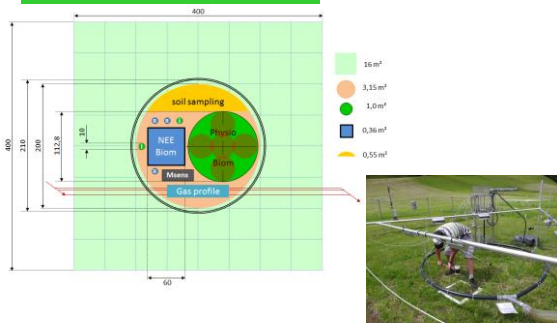 400
400
210
200
112,8
10
soil sampling
NEE
Biom
Physio
Biom
Msens
Gas profile
60
16 m²
3,15 m²
1,0 m²
0,36 m²
0,55 m²